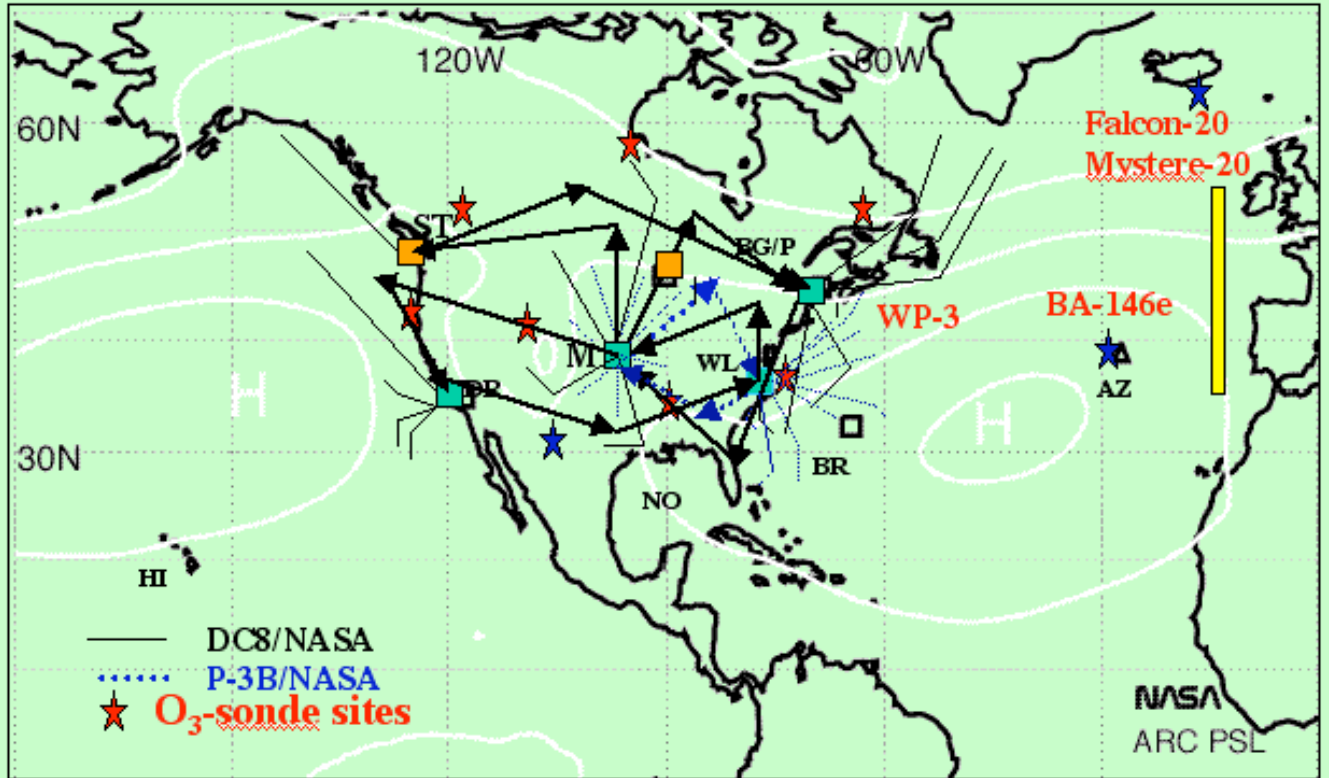 120W
60W
60N
Falcon-20
Mystere-20
ST
PG/P
BA-146e
WP-3
M
WL
AZ
DR
H
H
30N
BR
NO
HI
DC8/NASA
P-3B/NASA
O₃-sonde sites
NASA
ARC PSL